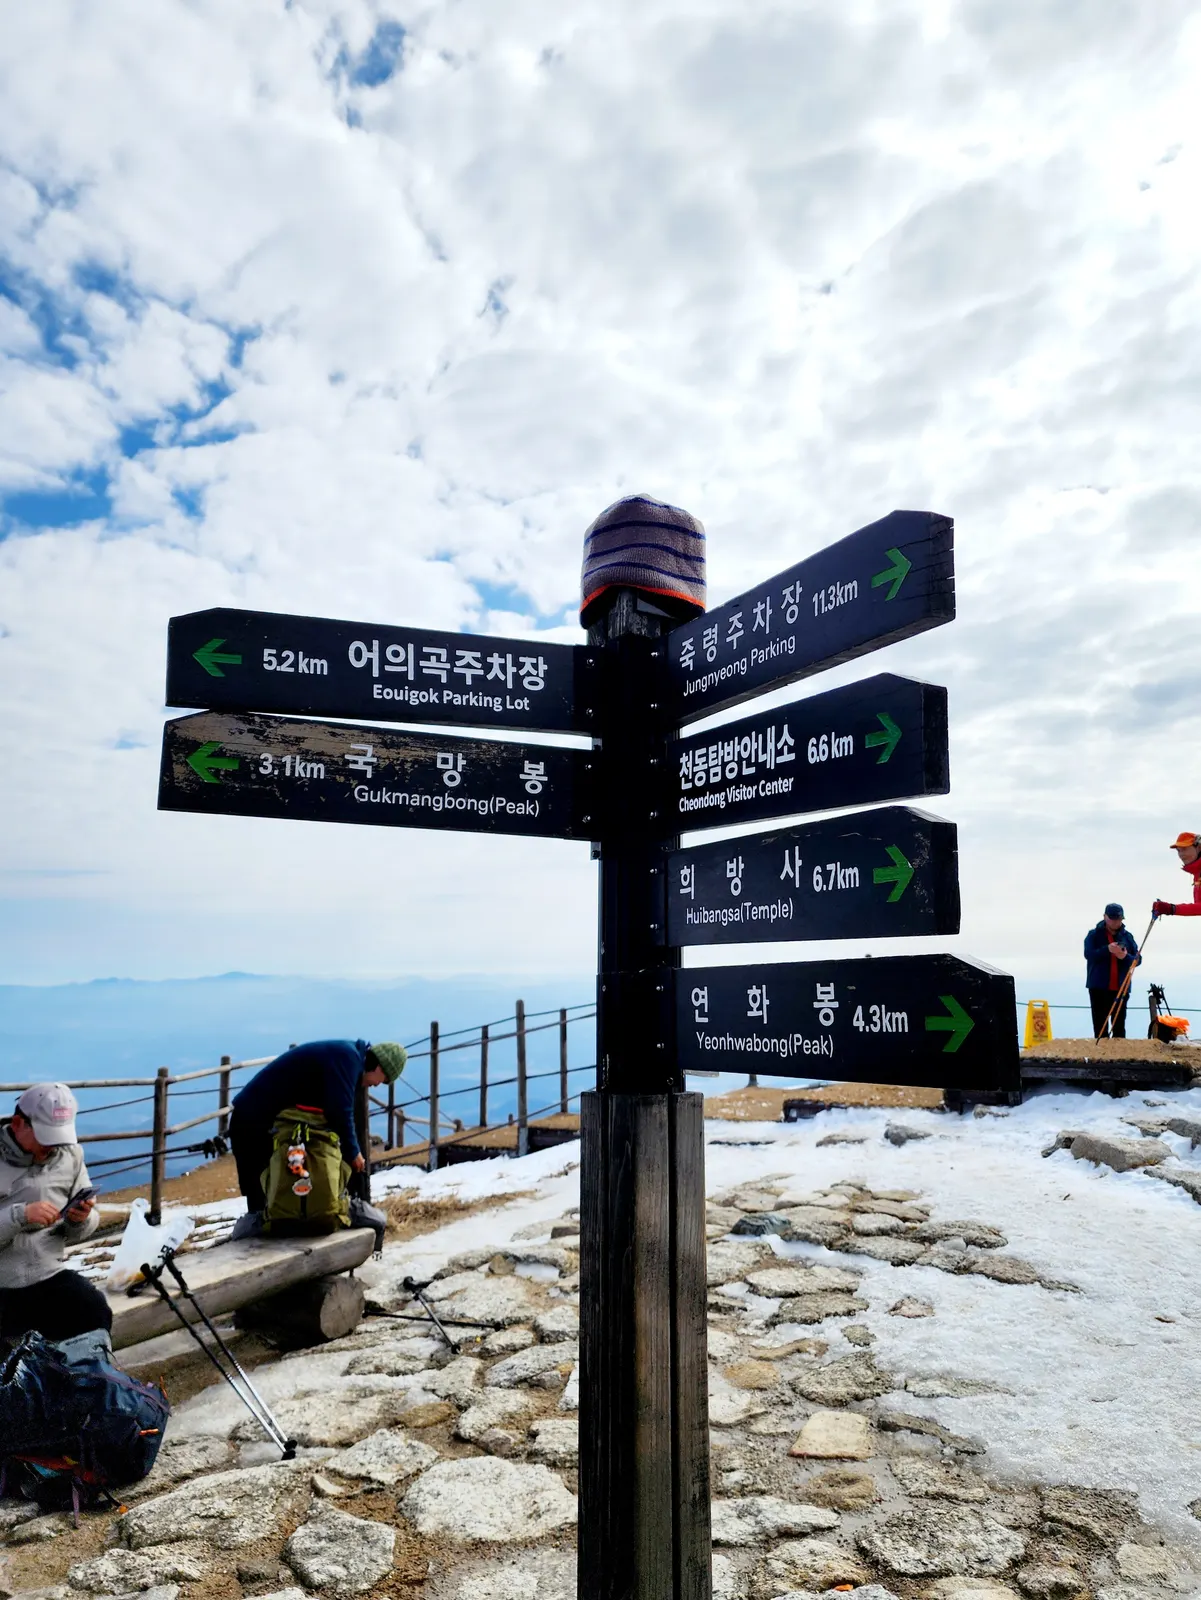 5.2km 어의곡주차장
Eouigok Parking Lot
3.1km 국 망 봉
Gukmangbong(Peak)
죽령주차장 11.3km
Jungnyeong Parking
천동탐방안내소 6.6km
Cheondong Visitor Center
희 방 사 6.7km
Huibangsa(Temple)
연 화 봉 4.3km
Yeonhwabong(Peak)